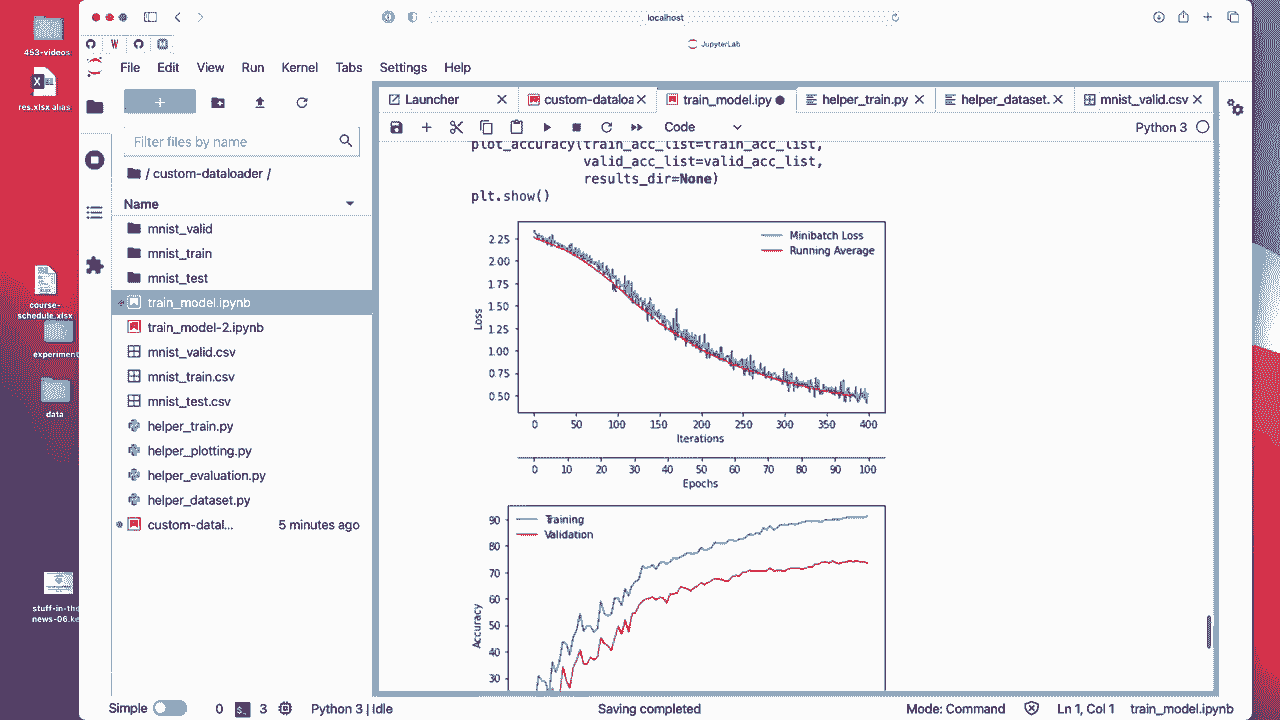 453-videos
res.xlsx alias
course-
schedule.xlsx
experiment
data
stuff-in-the
news-06.ke
localhost
JupyterLab
File Edit View Run Kernel Tabs Settings Help
Launcher
custom-dataloa
train_model.ipy
helper_train.py
helper_dataset.
mnist_valid.csv
Code
Python 3
Filter files by name
/ custom-dataloader /
Name
mnist_valid
mnist_train
mnist_test
train_model.ipynb
train_model-2.ipynb
mnist_valid.csv
mnist_train.csv
mnist_test.csv
helper_train.py
helper_plotting.py
helper_evaluation.py
helper_dataset.py
custom-datal... 5 minutes ago
plot_accuracy(train_acc_list=train_acc_list,
valid_acc_list=valid_acc_list,
results_dir=None)
plt.show()
Minibatch Loss
Running Average
2.25
2.00
1.75
1.50
1.25
1.00
0.75
0.50
Loss
0 50 100 150 200 250 300 350 400
Iterations
0 10 20 30 40 50 60 70 80 90 100
Epochs
Training
Validation
90
80
70
60
50
40
30
Accuracy
Simple 0 3 Python 3 | Idle Saving completed Mode: Command Ln 1, Col 1 train_model.ipynb